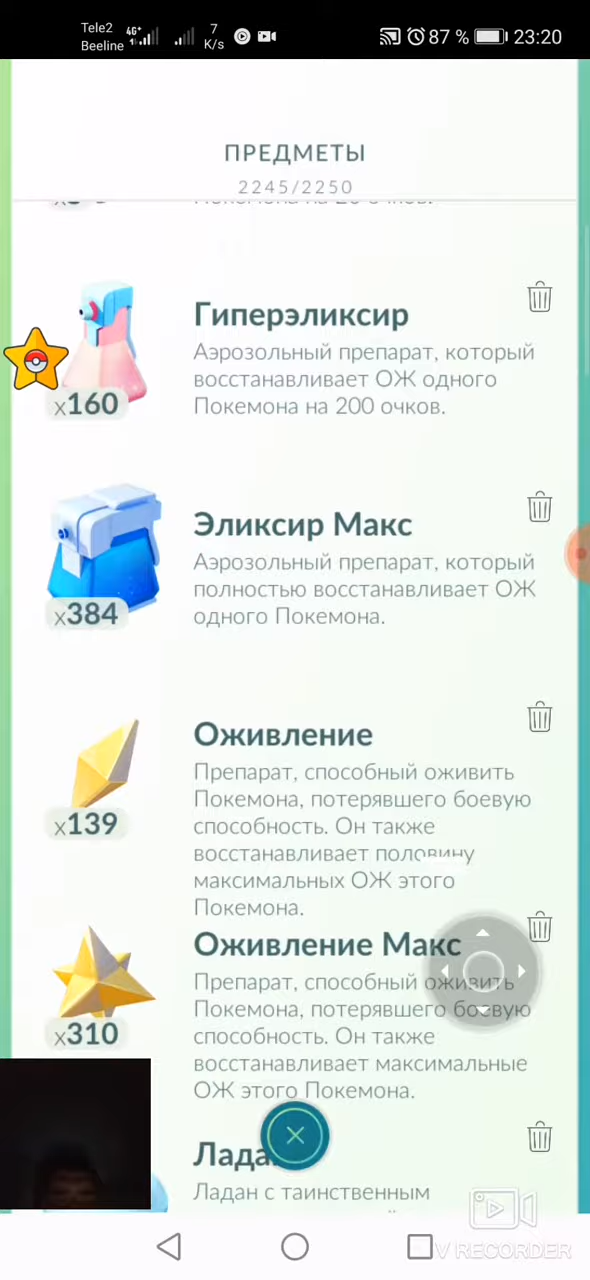 Tele2
Beeline
4G+
7
K/s
87 %
23:20
ПРЕДМЕТЫ
2245/2250
Гиперэликсир
Аэрозольный препарат, который
восстанавливает ОЖ одного
Покемона на 200 очков.
x160
Эликсир Макс
Аэрозольный препарат, который
полностью восстанавливает ОЖ
одного Покемона.
x384
Оживление
Препарат, способный оживить
Покемона, потерявшего боевую
способность. Он также
восстанавливает половину
максимальных ОЖ этого
Покемона.
x139
Оживление Макс
Препарат, способный оживить
Покемона, потерявшего боевую
способность. Он также
восстанавливает максимальные
ОЖ этого Покемона.
x310
Ладан
Ладан с таинственным
V RECORDER